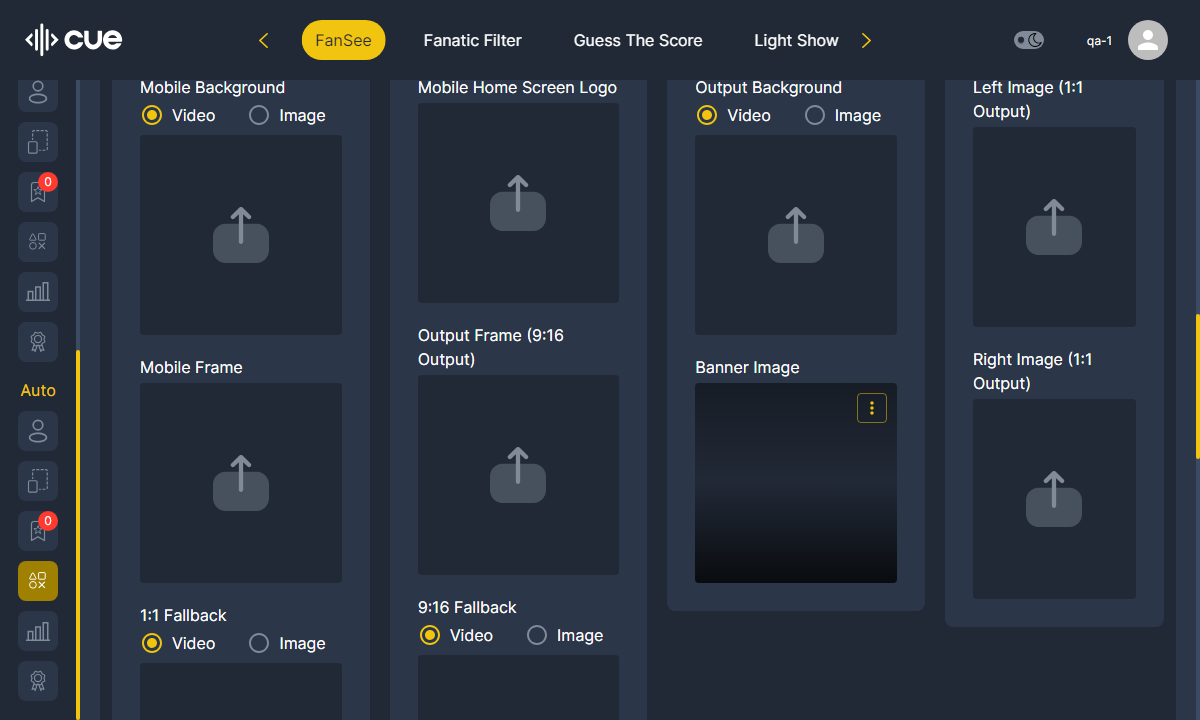 cue
FanSee
Fanatic Filter
Guess The Score
Light Show
qa-1
0
Auto
0
Mobile Background
Video
Image
Mobile Frame
1:1 Fallback
Video
Image
Mobile Home Screen Logo
Output Frame (9:16
Output)
9:16 Fallback
Video
Image
Output Background
Video
Image
Banner Image
Left Image (1:1
Output)
Right Image (1:1
Output)